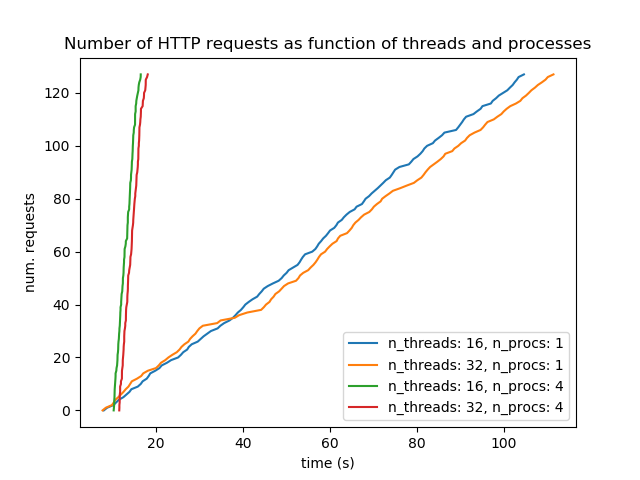 Number of HTTP requests as function of threads and processes
120
100
80
60
40
20
0
num. requests
n_threads: 16, n_procs: 1
n_threads: 32, n_procs: 1
n_threads: 16, n_procs: 4
n_threads: 32, n_procs: 4
20 40 60 80 100
time (s)